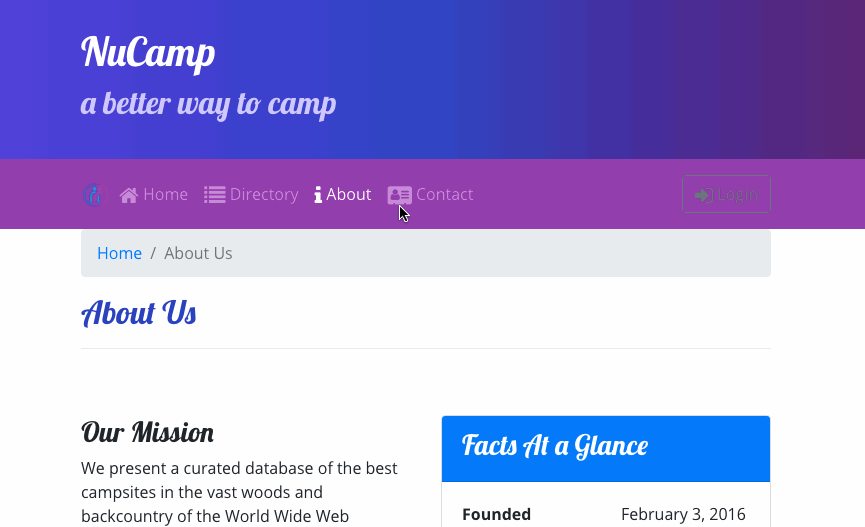 NuCamp
a better way to camp
Home Directory About Contact Login
Home / About Us
About Us
Our Mission
We present a curated database of the best
campsites in the vast woods and
backcountry of the World Wide Web
Facts At a Glance
Founded February 3, 2016